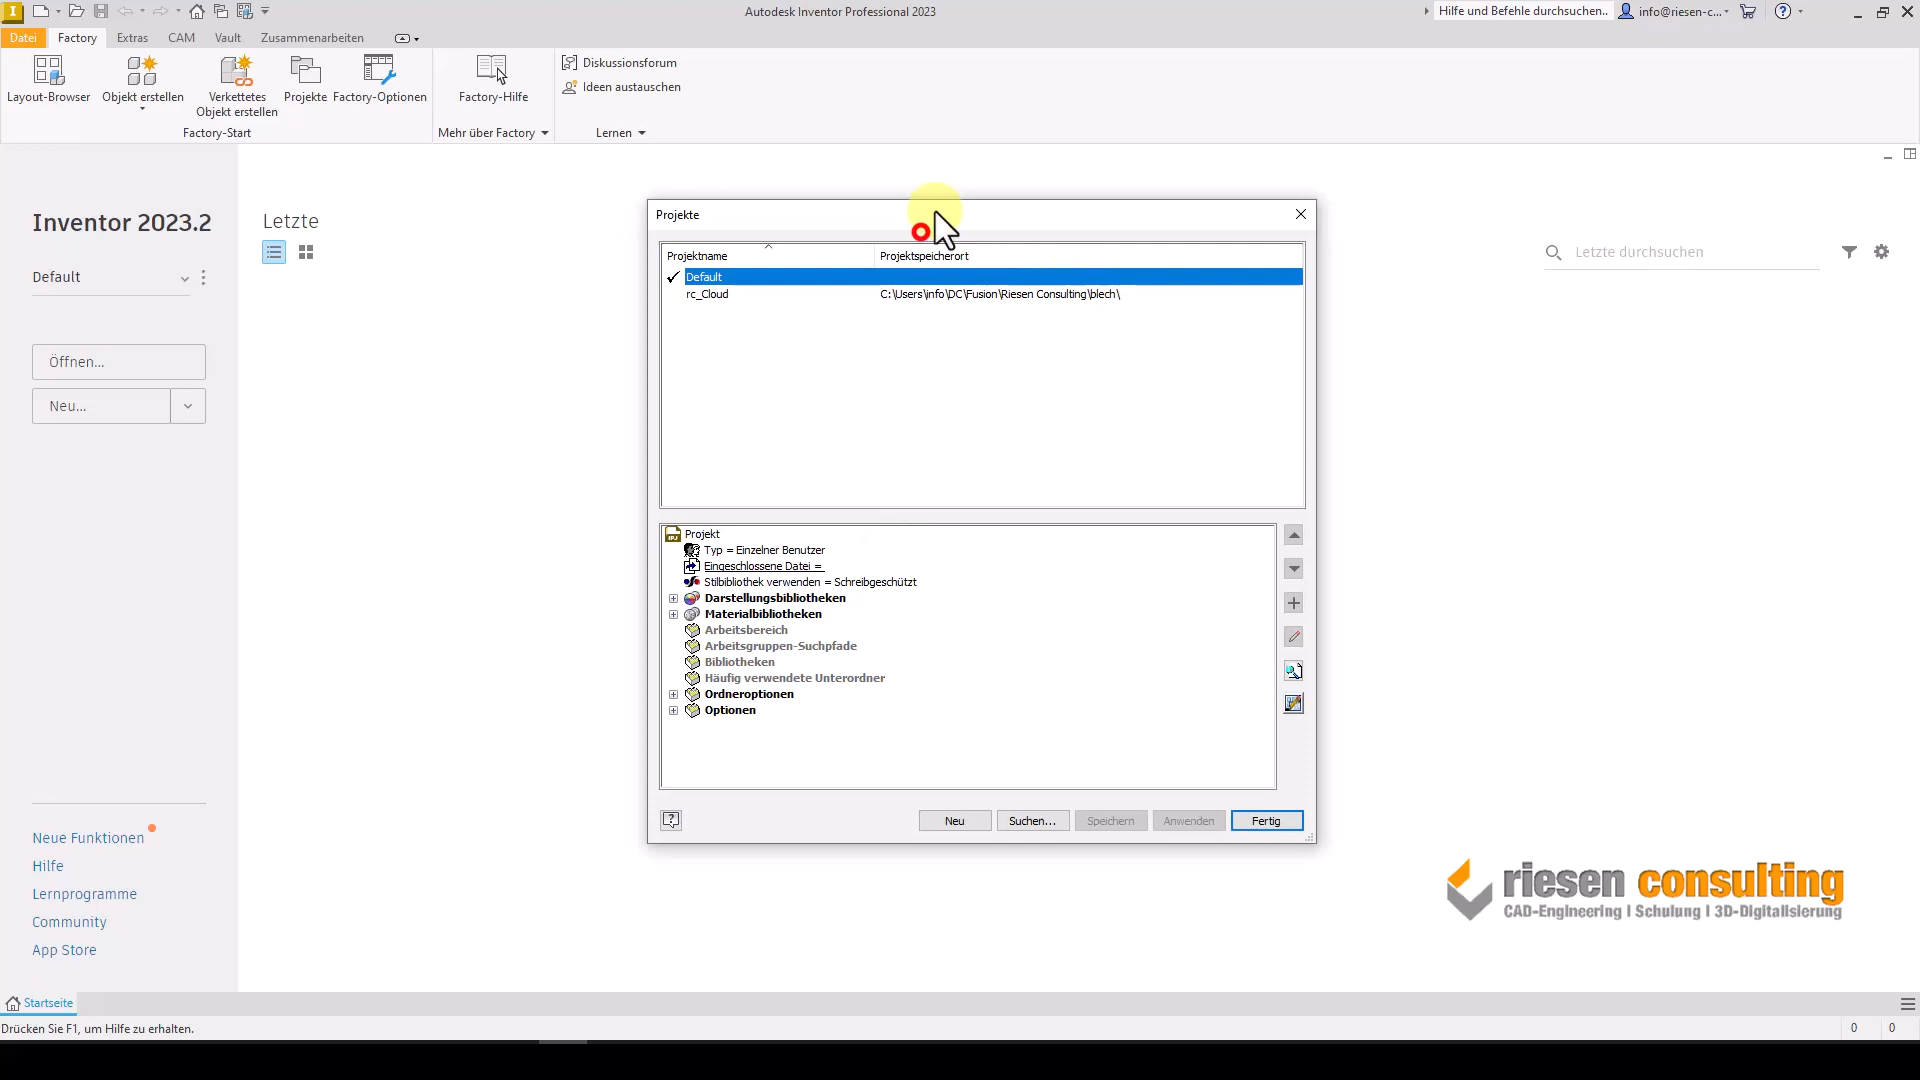 Autodesk Inventor Professional 2023
Hilfe und Befehle durchsuchen..
info@riesen-c...
Datei
Factory
Extras
CAM
Vault
Zusammenarbeiten
Layout-Browser
Objekt erstellen
Verkettetes
Objekt erstellen
Projekte
Factory-Optionen
Factory-Start
Factory-Hilfe
Mehr über Factory
Diskussionsforum
Ideen austauschen
Lernen
Inventor 2023.2
Default
Öffnen...
Neu...
Neue Funktionen
Hilfe
Lernprogramme
Community
App Store
Letzte
Letzte durchsuchen
Projekte
Projektname
Projektspeicherort
Default
rc_Cloud
C:\Users\info\DC\Fusion\Riesen Consulting\blech\
IPJ
Projekt
Typ = Einzelner Benutzer
Eingeschlossene Datei =
Stilbibliothek verwenden = Schreibgeschützt
Darstellungsbibliotheken
Materialbibliotheken
Arbeitsbereich
Arbeitsgruppen-Suchpfade
Bibliotheken
Häufig verwendete Unterordner
Ordneroptionen
Optionen
Neu
Suchen...
Speichern
Anwenden
Fertig
riesen consulting
CAD-Engineering | Schulung | 3D-Digitalisierung
Startseite
Drücken Sie F1, um Hilfe zu erhalten.
0
0